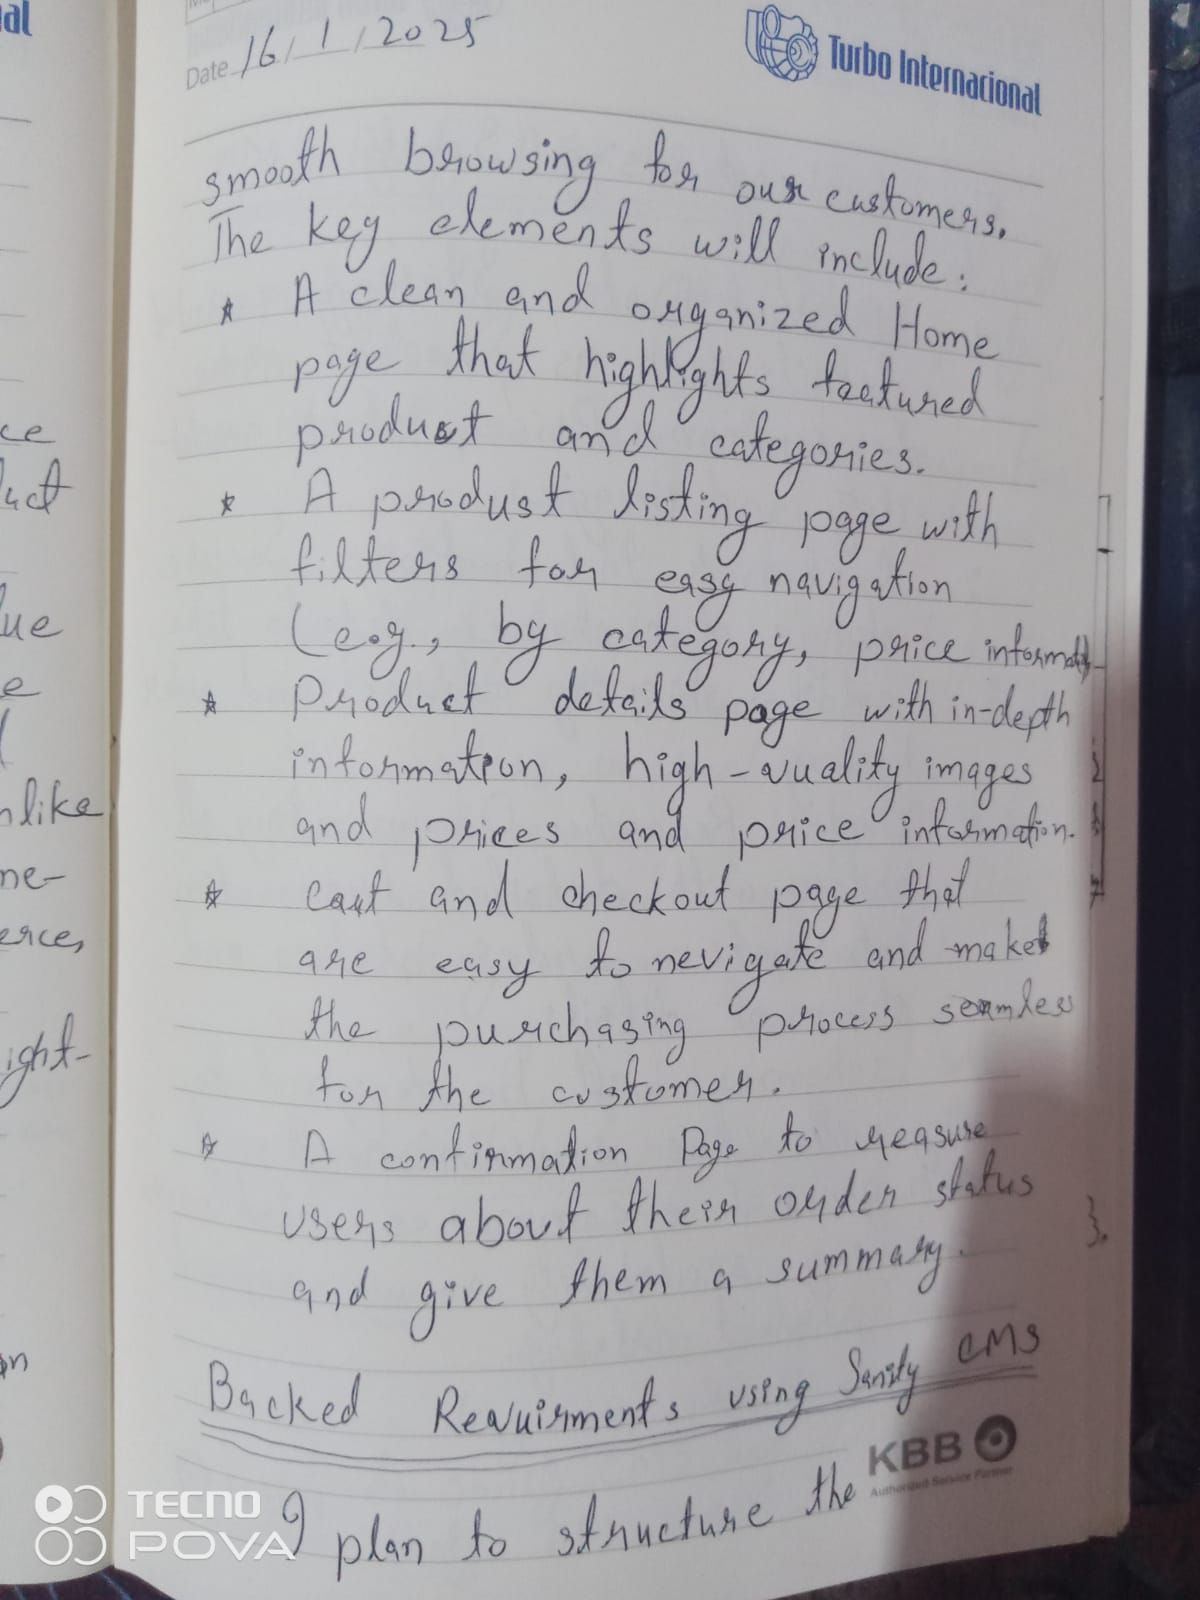 al
Date 16/1/2025
Turbo Internacional
smooth browsing for our customers.
The key elements will include:
* A clean and organized Home
page that highlights featured
product and categories.
* A product listing page with
filters for easy navigation
(e.g., by category, price
* Product details page with in-depth
information, high-quality images
and prices and price information.
* Cart and checkout page that
are easy to nevigate and make
the purchasing process seamless
for the customer.
* A confirmation Page to reasure
users about their order status
and give them a summary.
Backed Requirments using Sanity CMS
KBB
Authorized Service Partner
I plan to structure the
ce
uct
ue
e
nlike
me-
erce,
ight-
on
3.
TECNO
POVA